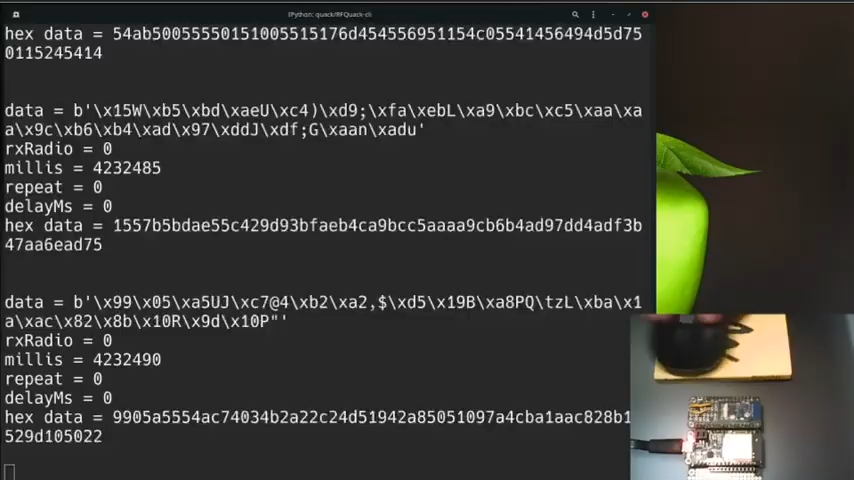 IPython: quack/RFQuack-cli
hex data = 54ab50055550151005515176d454556951154c05541456494d5d75
0115245414
data = b'\x15W\xb5\xbd\xaeU\xc4)\xd9;\xfa\xebL\xa9\xbc\xc5\xaa\xa
a\x9c\xb6\xb4\xad\x97\xddJ\xdf;G\xaan\xadu'
rxRadio = 0
millis = 4232485
repeat = 0
delayMs = 0
hex data = 1557b5bdae55c429d93bfaeb4ca9bcc5aaaa9cb6b4ad97dd4adf3b
47aa6ead75
data = b'\x99\x05\xa5UJ\xc7@4\xb2\xa2,$\xd5\x19B\xa8PQ\tzL\xba\x1
a\xac\x82\x8b\x10R\x9d\x10P"'
rxRadio = 0
millis = 4232490
repeat = 0
delayMs = 0
hex data = 9905a5554ac74034b2a22c24d51942a85051097a4cba1aac828b1
529d105022